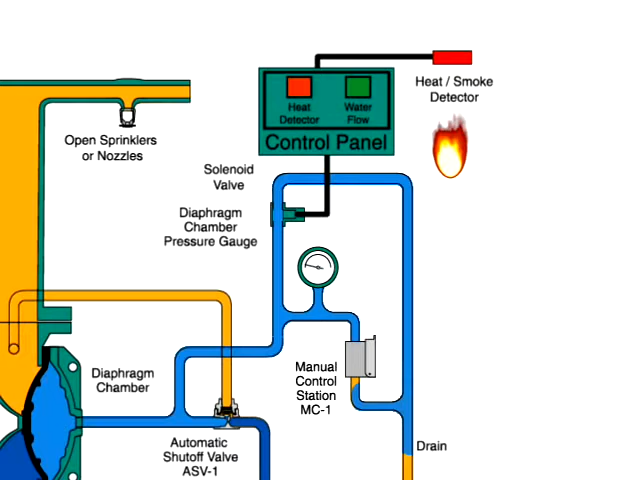 Heat / Smoke
Detector
Heat
Detector
Water
Flow
Control Panel
Open Sprinklers
or Nozzles
Solenoid
Valve
Diaphragm
Chamber
Pressure Gauge
Diaphragm
Chamber
Manual
Control
Station
MC-1
Automatic
Shutoff Valve
ASV-1
Drain